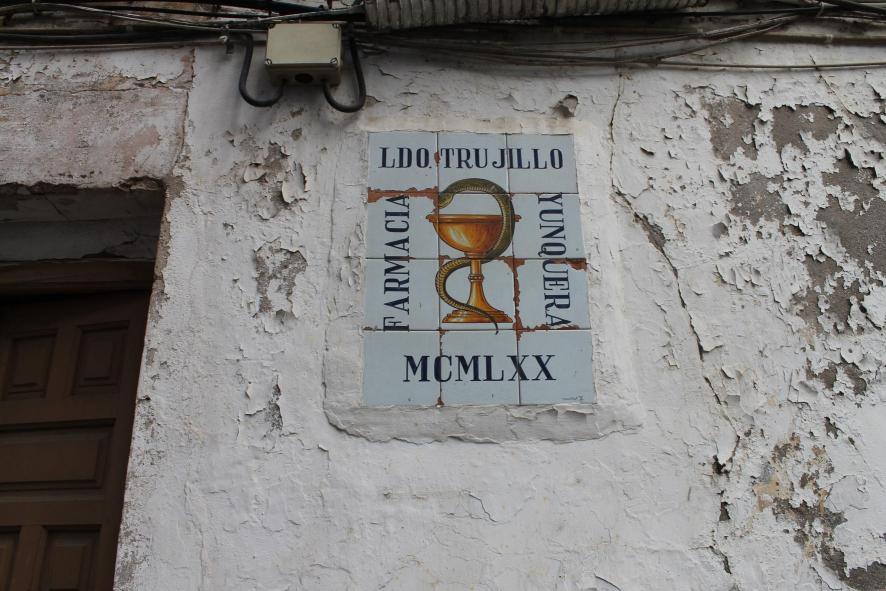 LDO. TRUJILLO
FARMACIA
YUNQUERA
MCMLXX